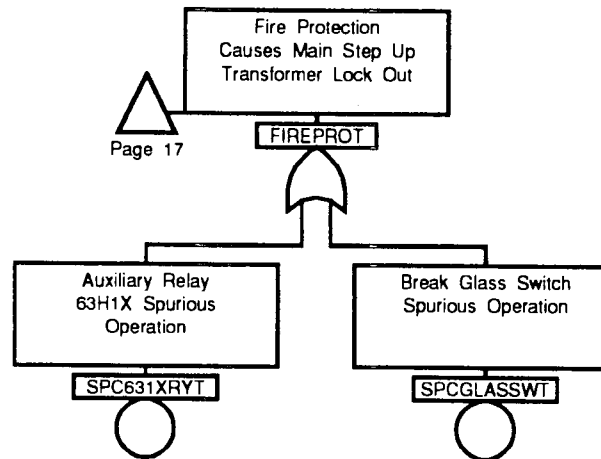 Fire Protection
Causes Main Step Up
Transformer Lock Out
Page 17
FIREPROT
Auxiliary Relay
63H1X Spurious
Operation
SPC631XRYT
Break Glass Switch
Spurious Operation
SPCGLASSWT